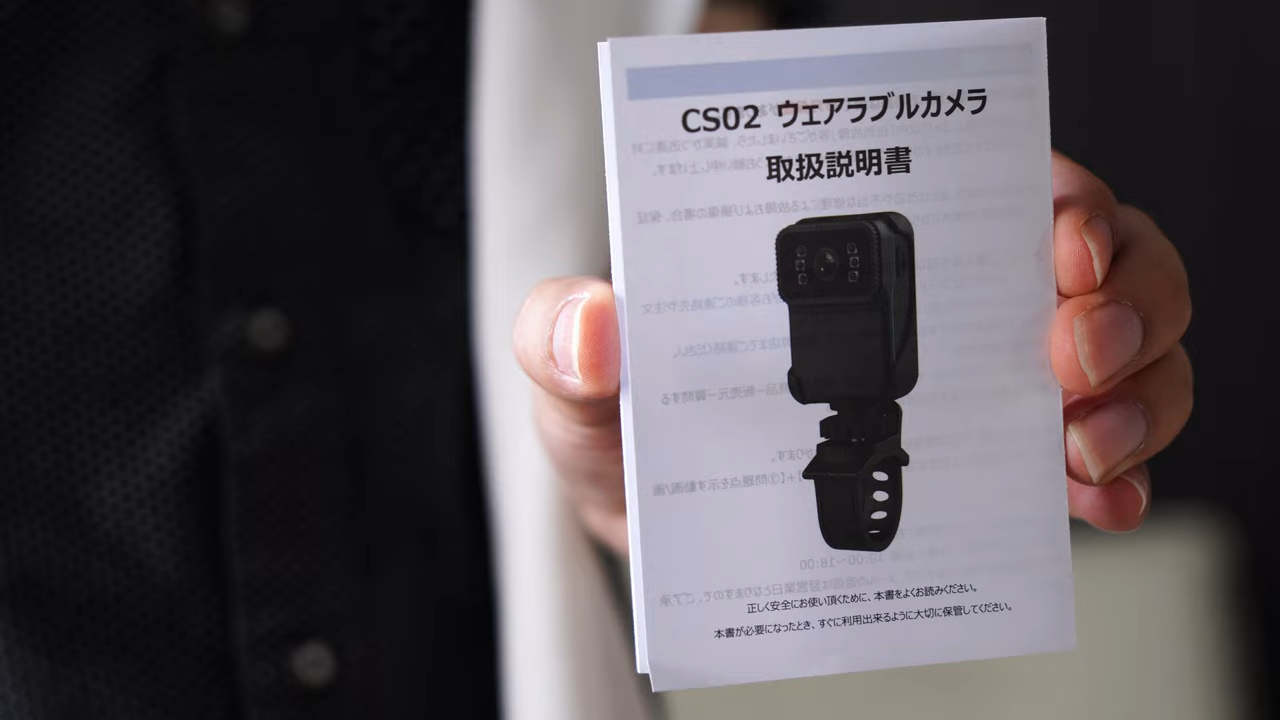 CS02 ウェアラブルカメラ
取扱説明書
正しく安全にお使い頂くために、本書をよくお読みください。
本書が必要になったとき、すぐに利用出来るように大切に保管してください。